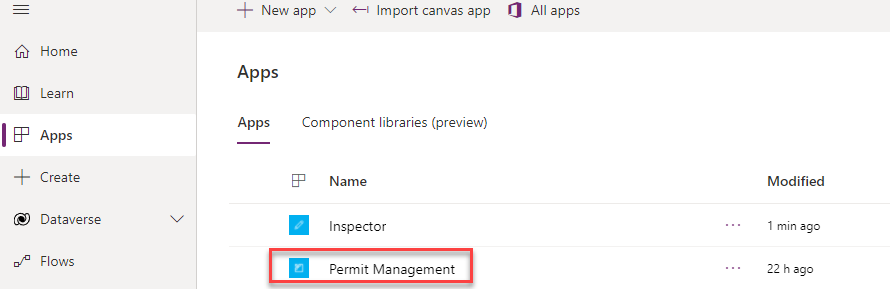 New app
Import canvas app
All apps
Home
Learn
Apps
Create
Dataverse
Flows
Apps
Apps
Component libraries (preview)
Name
Modified
Inspector
... 1 min ago
Permit Management
... 22 h ago